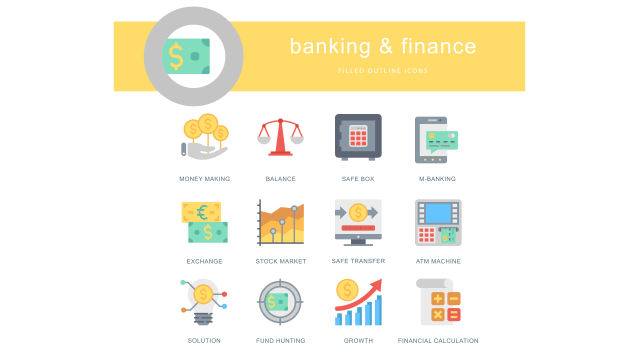 banking & finance
FILLED OUTLINE ICONS
MONEY MAKING
BALANCE
SAFE BOX
M-BANKING
EXCHANGE
STOCK MARKET
SAFE TRANSFER
ATM MACHINE
SOLUTION
FUND HUNTING
GROWTH
FINANCIAL CALCULATION